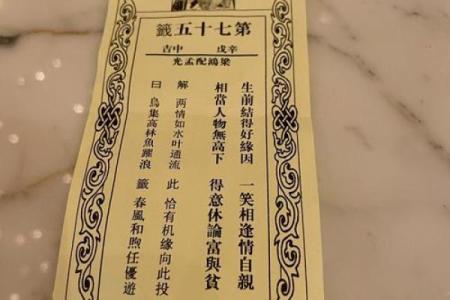 第七十五籤
辛戊 中吉
梁鴻配孟光
生前結得好緣因 一笑相逢情自親
相當人物無高下 得意休論富與貧
解 两情如水叶通流 此 恰有机缘向此投
曰 鳥集高林魚躍浪 籤 春風和煦任優遊